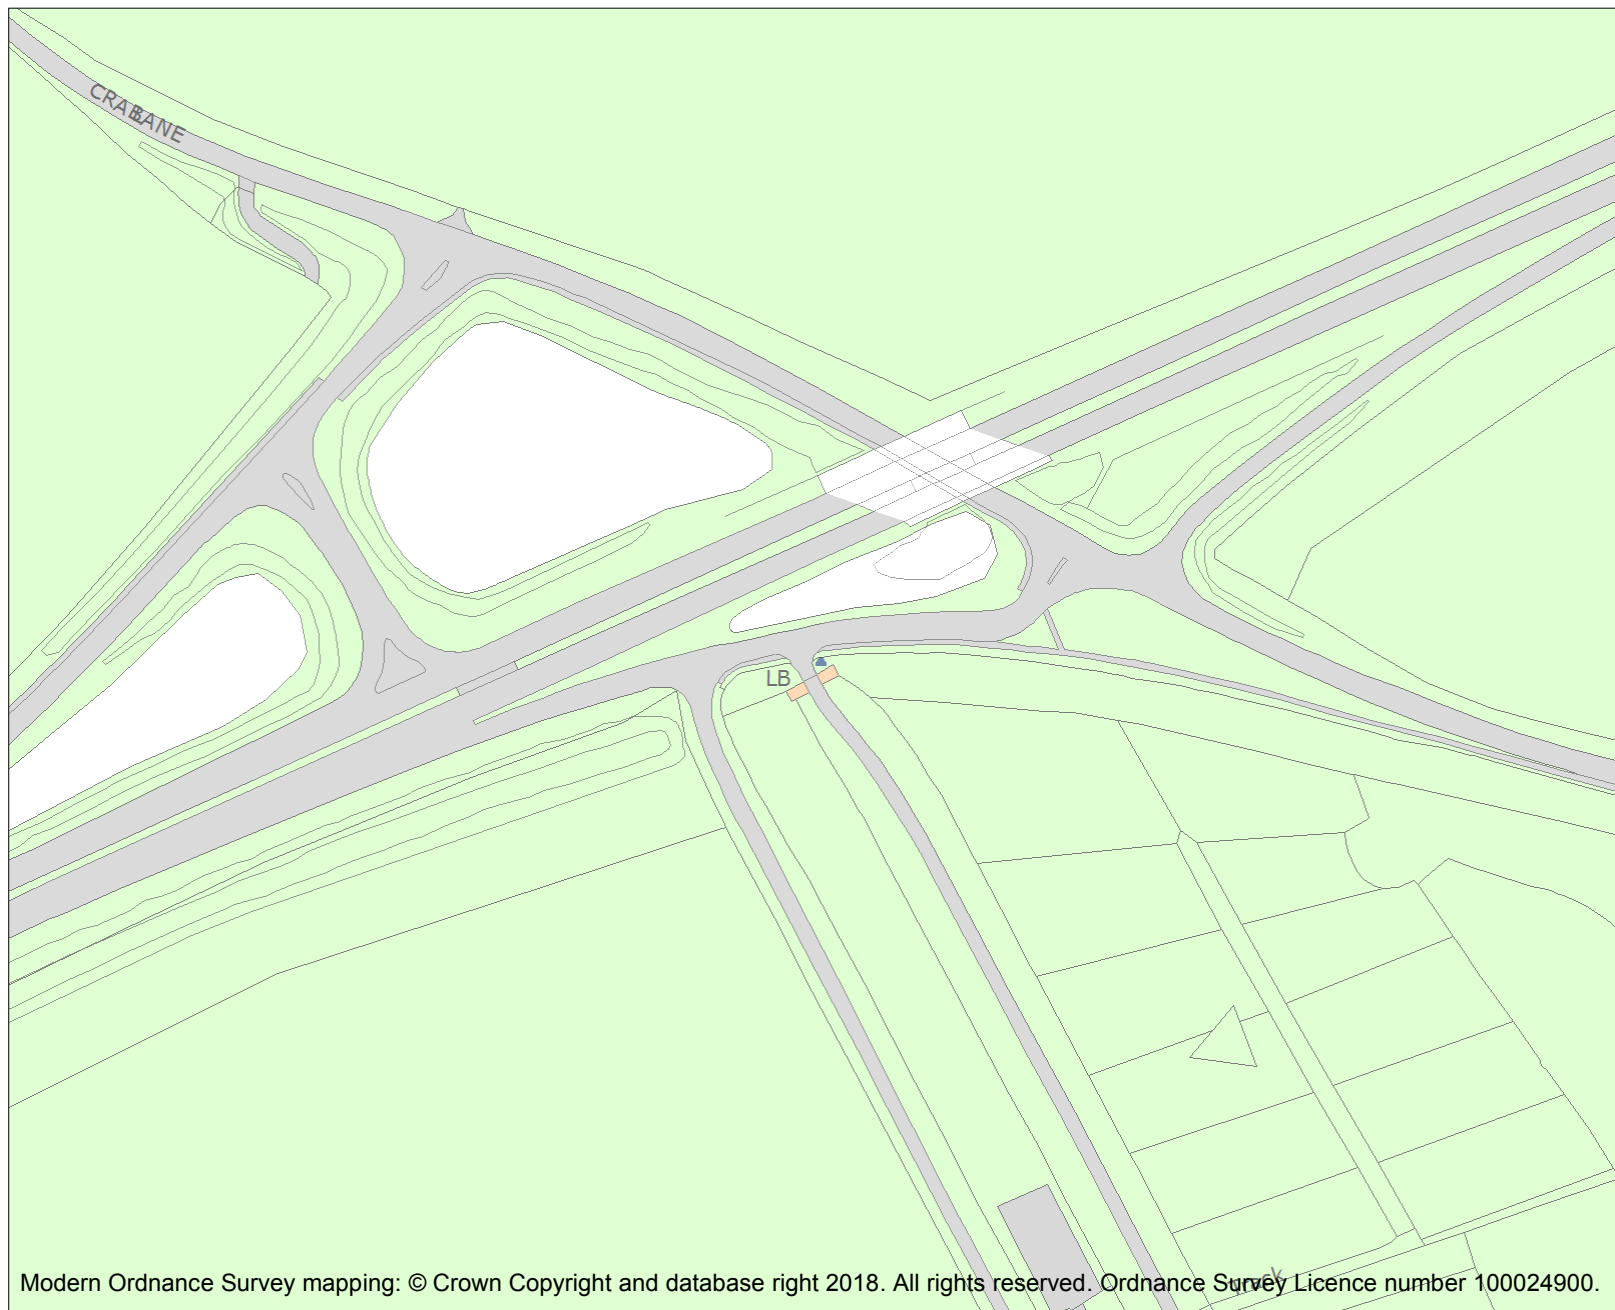 CRAB LANE
LB
Track
Modern Ordnance Survey mapping: © Crown Copyright and database right 2018. All rights reserved. Ordnance Survey Licence number 100024900.